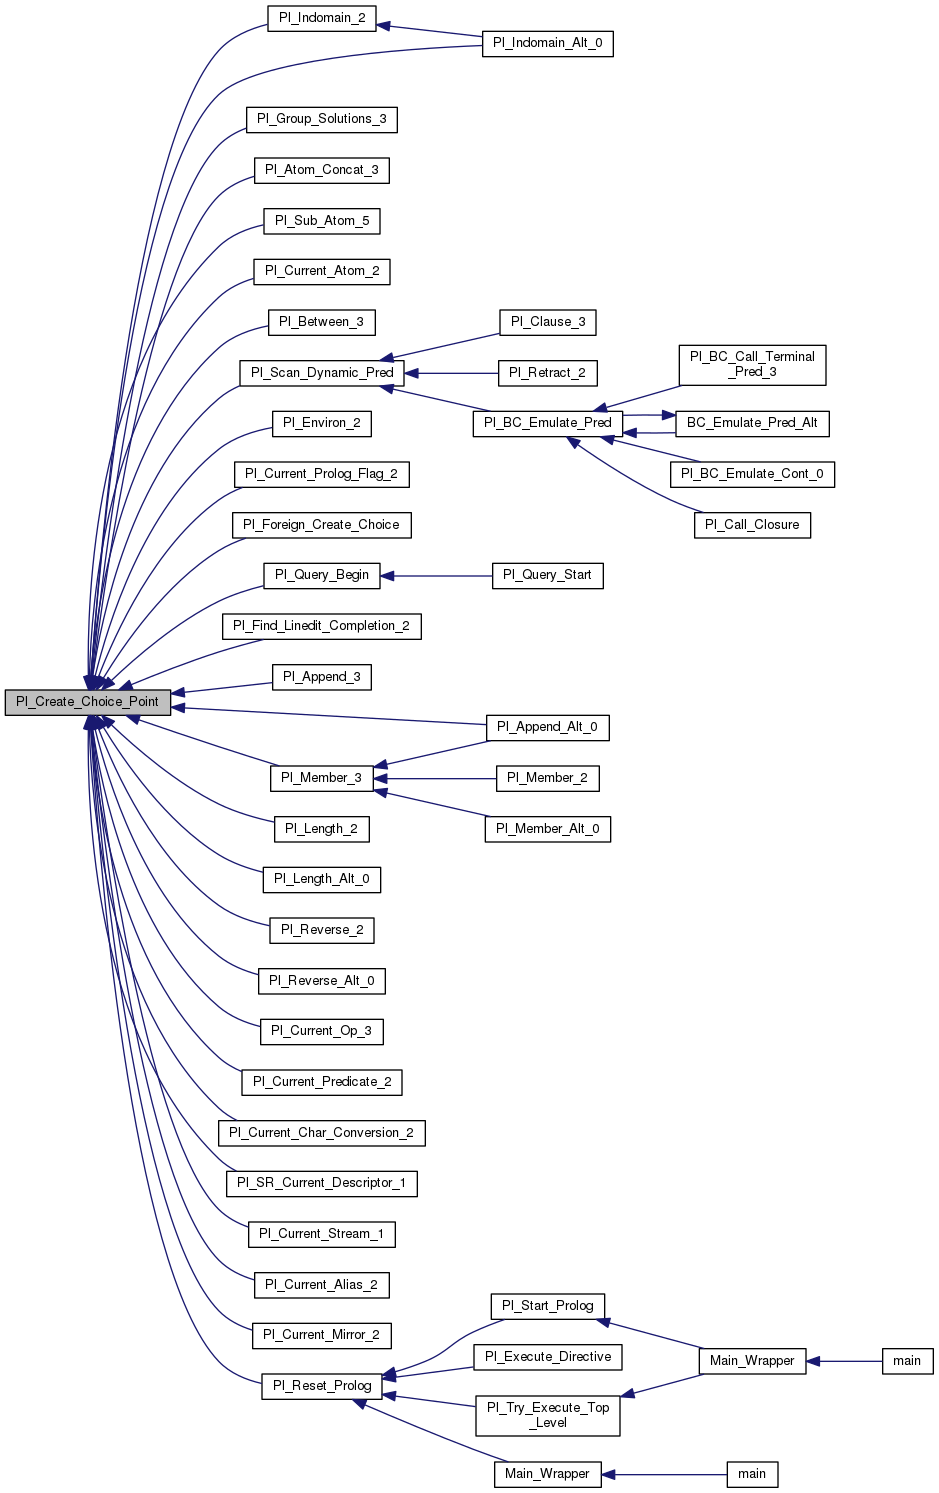 Pl_Indomain_2
Pl_Indomain_Alt_0
Pl_Group_Solutions_3
Pl_Atom_Concat_3
Pl_Sub_Atom_5
Pl_Current_Atom_2
Pl_Between_3
Pl_Clause_3
Pl_Scan_Dynamic_Pred
Pl_Retract_2
Pl_BC_Call_Terminal
_Pred_3
Pl_Environ_2
Pl_BC_Emulate_Pred
BC_Emulate_Pred_Alt
Pl_Current_Prolog_Flag_2
Pl_BC_Emulate_Cont_0
Pl_Foreign_Create_Choice
Pl_Call_Closure
Pl_Query_Begin
Pl_Query_Start
Pl_Find_Linedit_Completion_2
Pl_Append_3
Pl_Create_Choice_Point
Pl_Append_Alt_0
Pl_Member_3
Pl_Member_2
Pl_Length_2
Pl_Member_Alt_0
Pl_Length_Alt_0
Pl_Reverse_2
Pl_Reverse_Alt_0
Pl_Current_Op_3
Pl_Current_Predicate_2
Pl_Current_Char_Conversion_2
Pl_SR_Current_Descriptor_1
Pl_Current_Stream_1
Pl_Current_Alias_2
Pl_Start_Prolog
Pl_Current_Mirror_2
Pl_Execute_Directive
Main_Wrapper
main
Pl_Reset_Prolog
Pl_Try_Execute_Top
_Level
Main_Wrapper
main